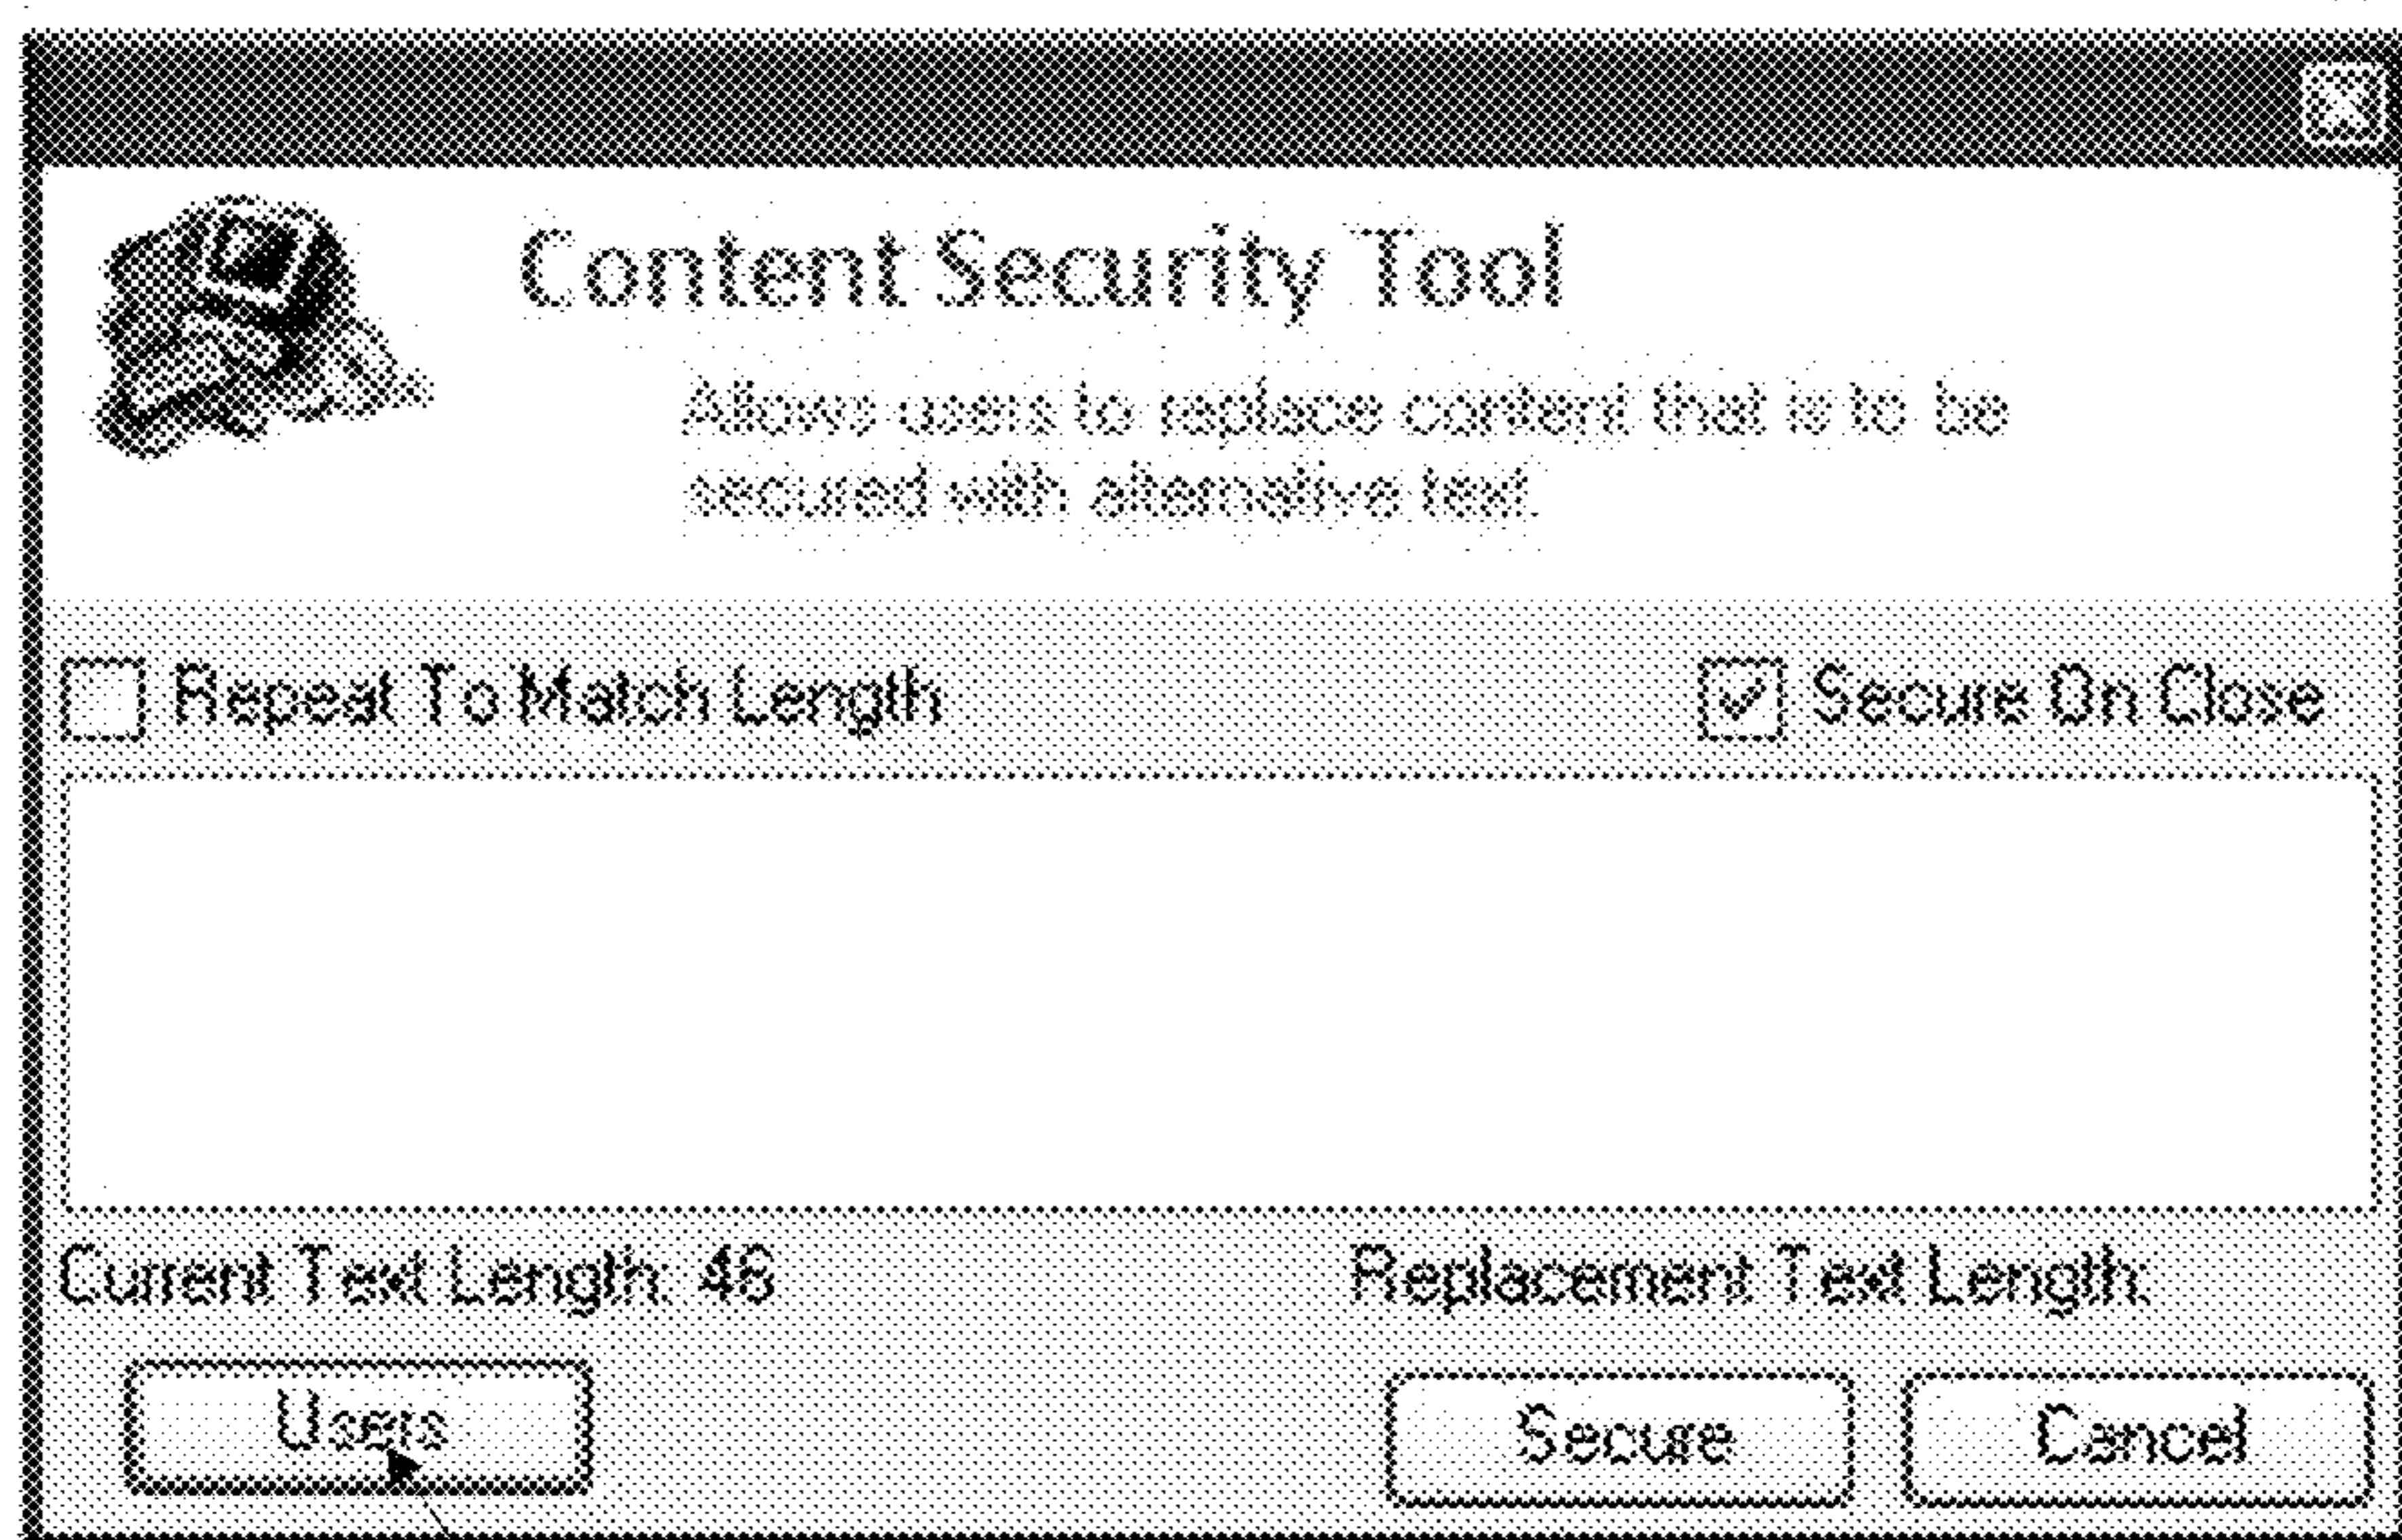 Content Security Tool
Allows users to replace content that is to be
secured with alternative text.
Repeat To Match Length
Secure On Close
Current Text Length: 48
Replacement Text Length:
Users
Secure
Cancel